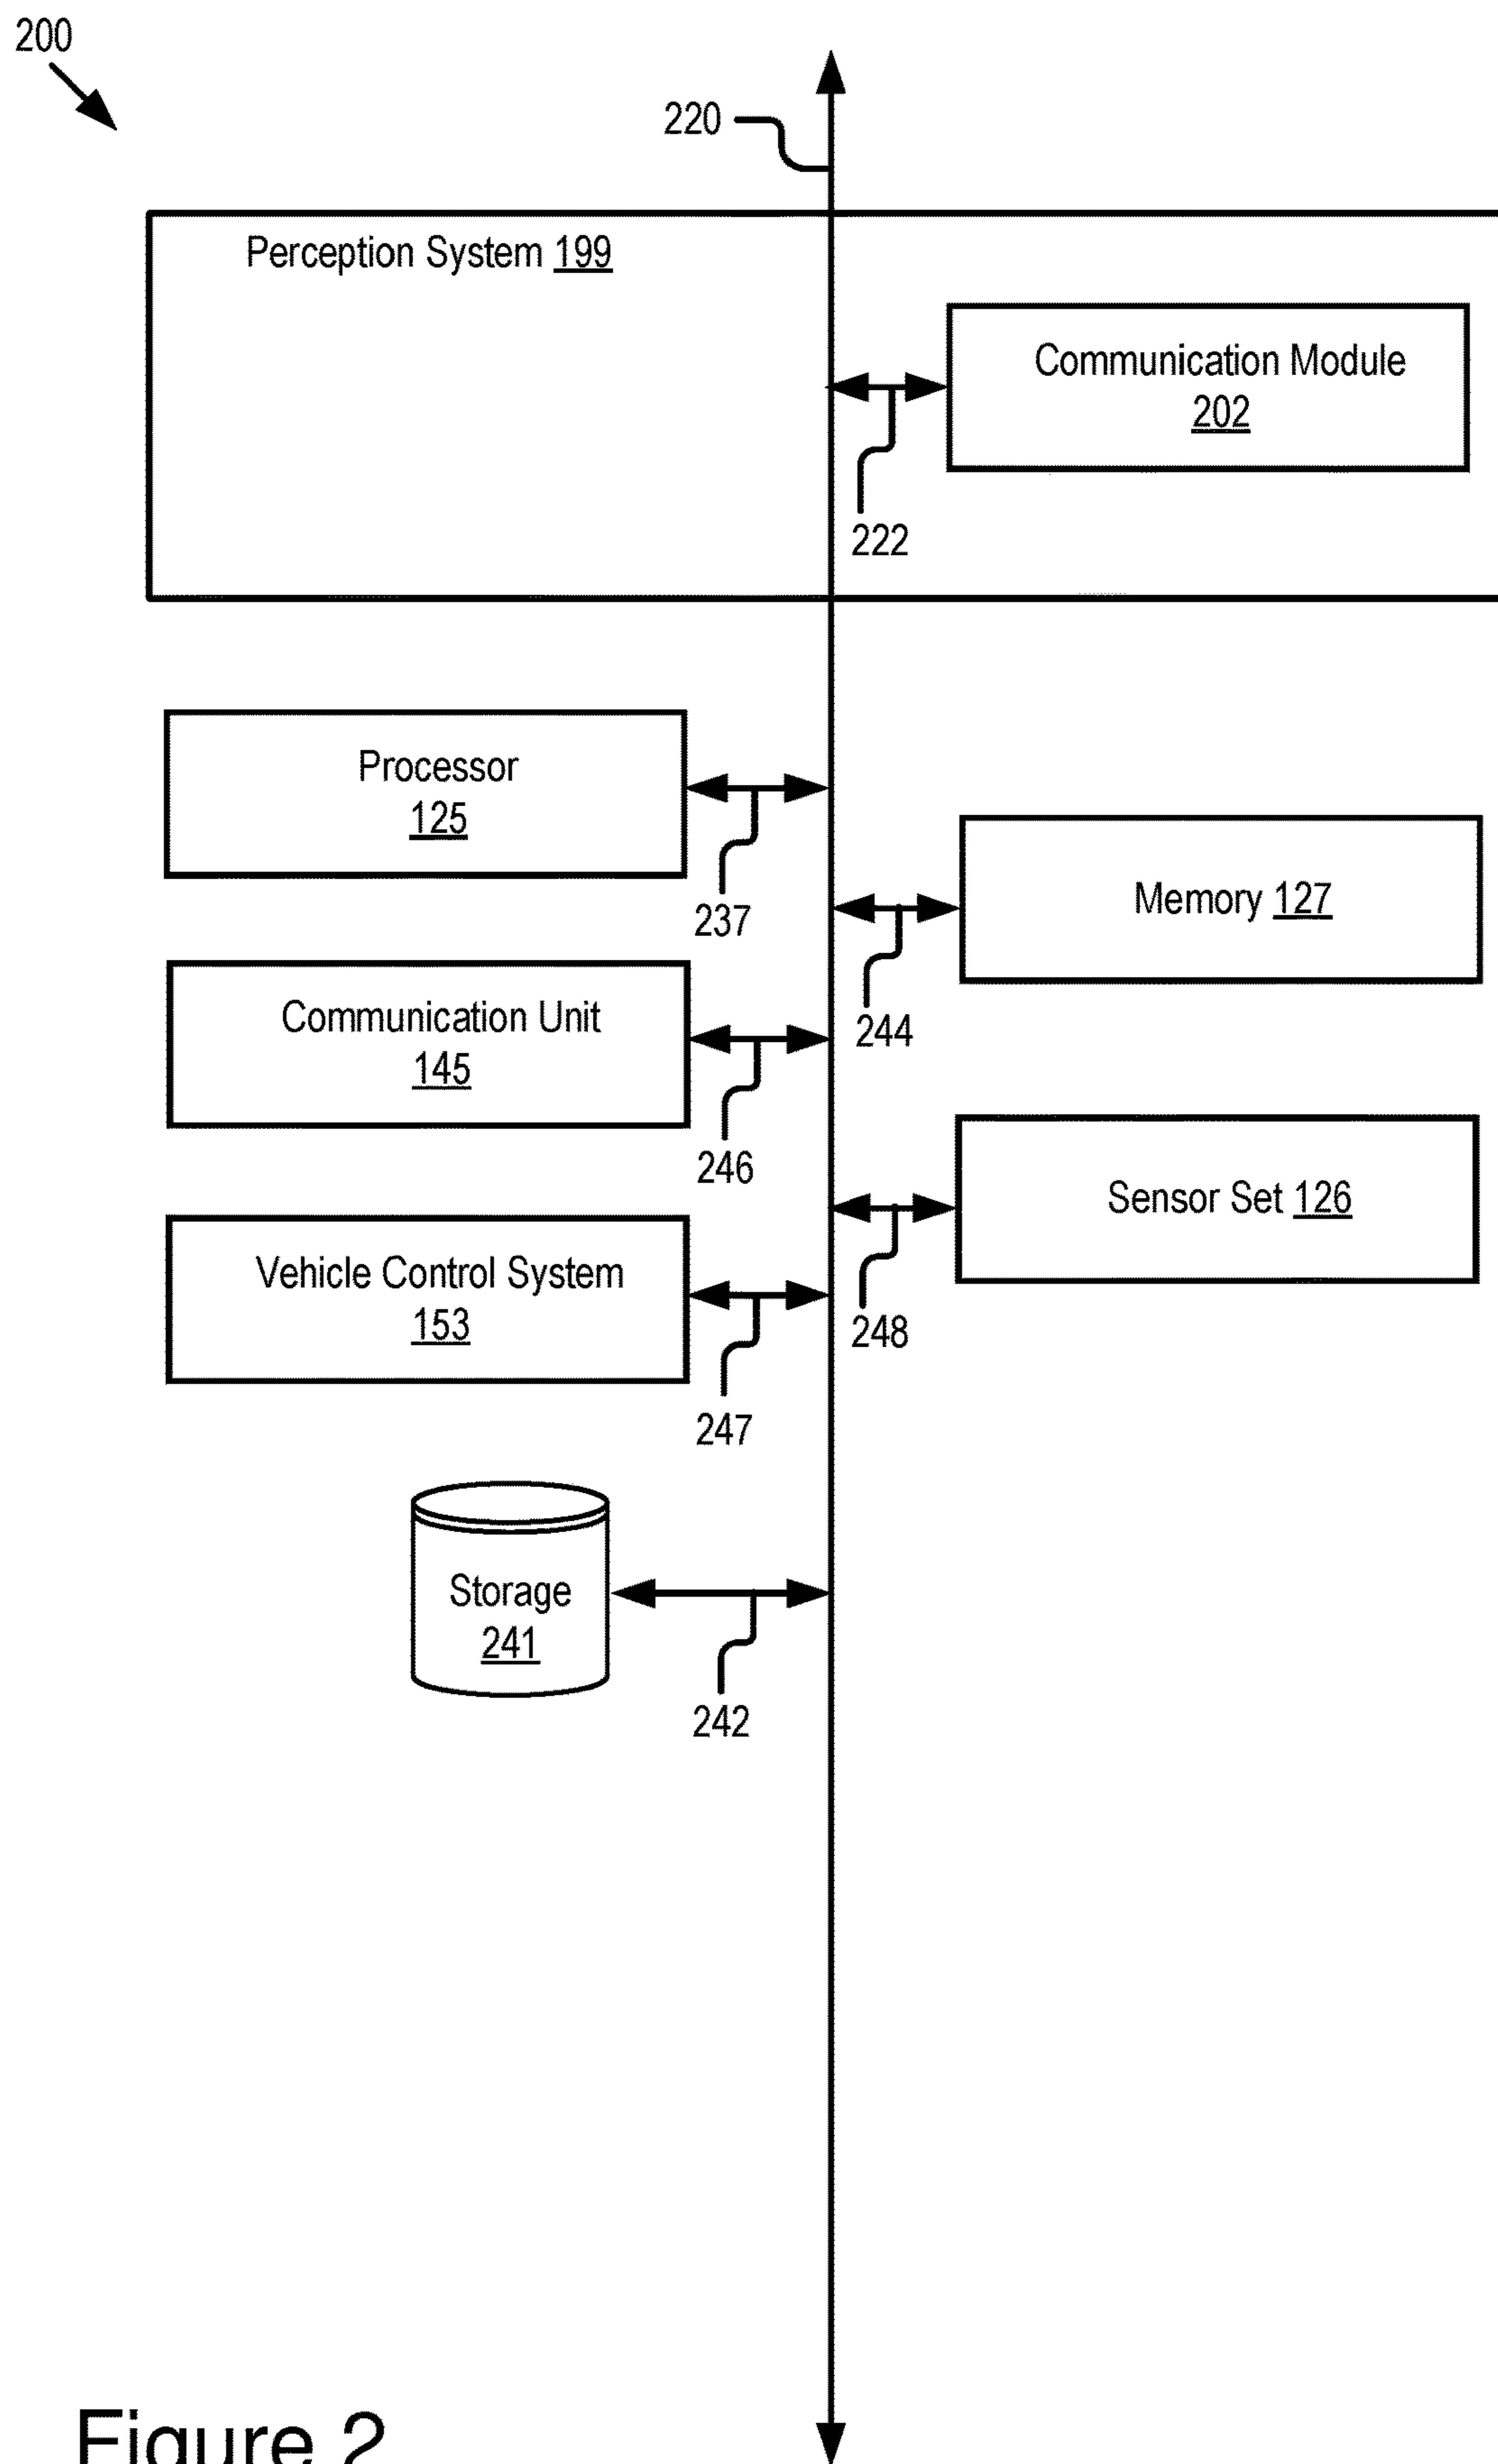 200
220
Perception System 199
Communication Module
202
222
Processor
125
237
Memory 127
244
Communication Unit
145
246
Sensor Set 126
248
Vehicle Control System
153
247
Storage
241
242
Figure 2